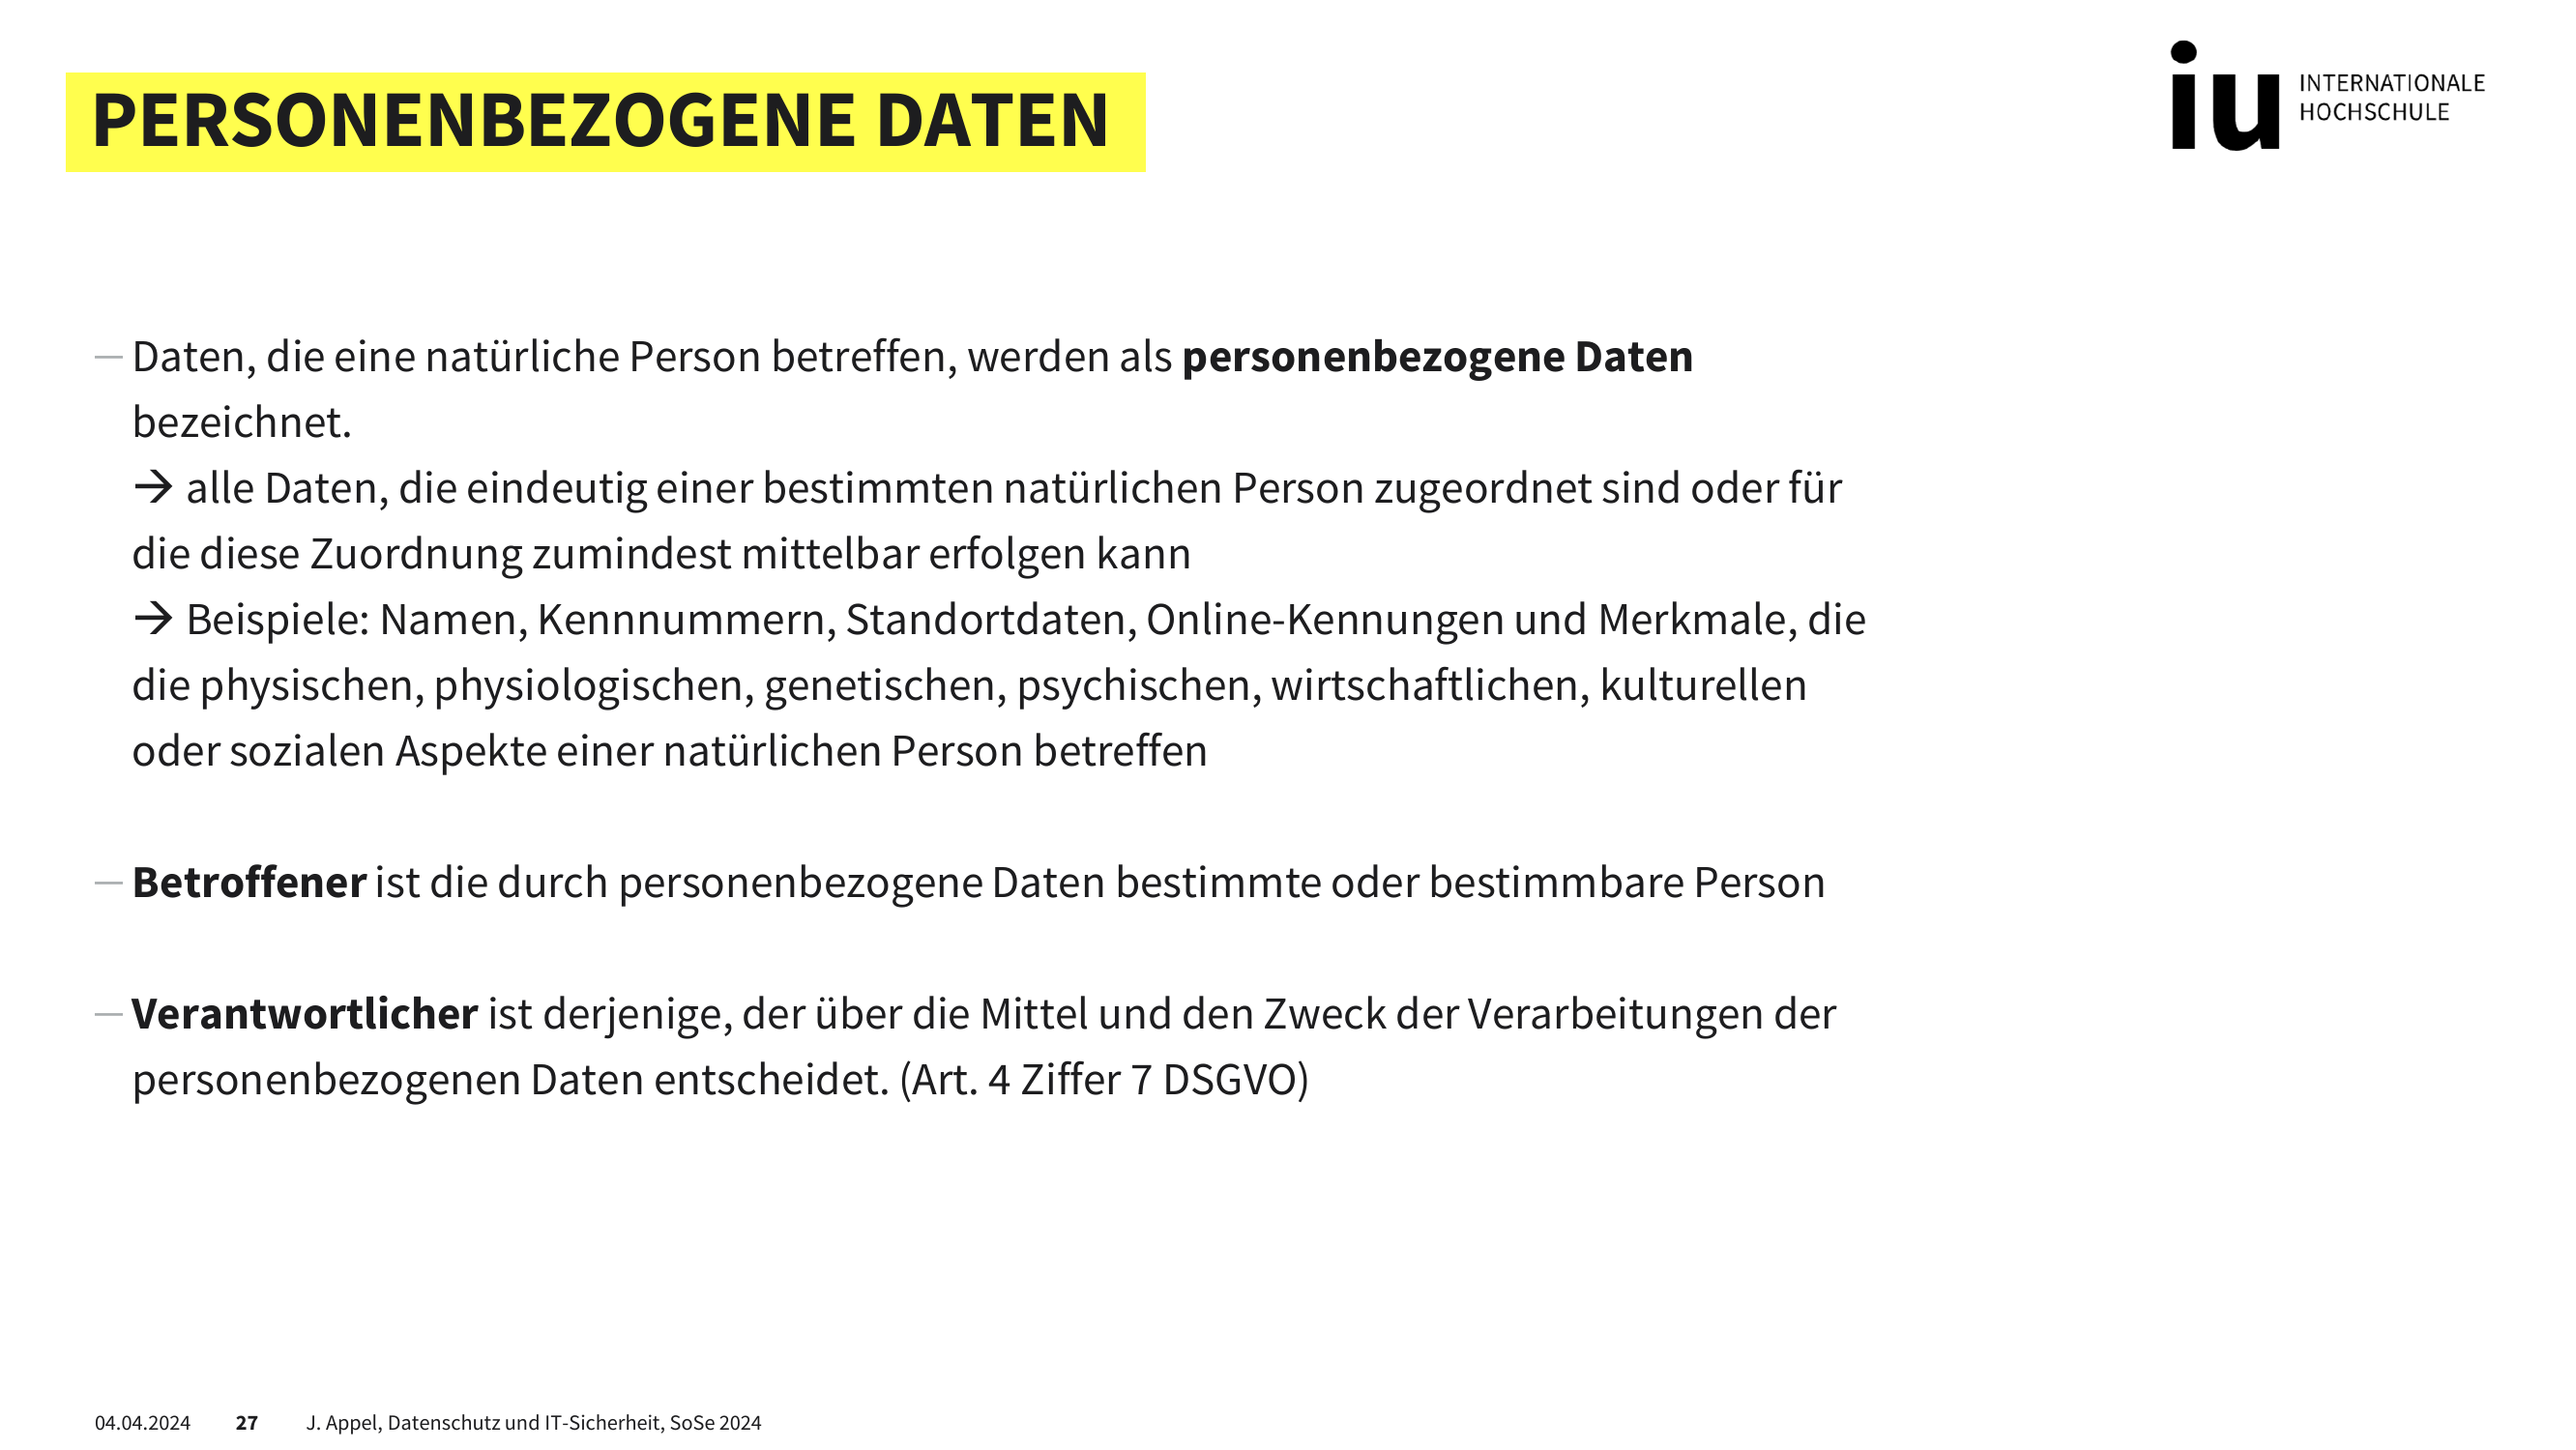 PERSONENBEZOGENE DATEN
iu INTERNATIONALE
HOCHSCHULE
— Daten, die eine natürliche Person betreffen, werden als personenbezogene Daten
bezeichnet.
→ alle Daten, die eindeutig einer bestimmten natürlichen Person zugeordnet sind oder für
die diese Zuordnung zumindest mittelbar erfolgen kann
→ Beispiele: Namen, Kennnummern, Standortdaten, Online-Kennungen und Merkmale, die
die physischen, physiologischen, genetischen, psychischen, wirtschaftlichen, kulturellen
oder sozialen Aspekte einer natürlichen Person betreffen
— Betroffener ist die durch personenbezogene Daten bestimmte oder bestimmbare Person
— Verantwortlicher ist derjenige, der über die Mittel und den Zweck der Verarbeitungen der
personenbezogenen Daten entscheidet. (Art. 4 Ziffer 7 DSGVO)
04.04.2024 27 J. Appel, Datenschutz und IT-Sicherheit, SoSe 2024